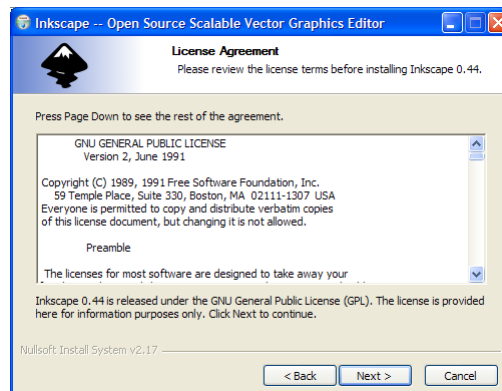 Inkscape -- Open Source Scalable Vector Graphics Editor
License Agreement
Please review the license terms before installing Inkscape 0.44.
Press Page Down to see the rest of the agreement.
GNU GENERAL PUBLIC LICENSE
Version 2, June 1991
Copyright (C) 1989, 1991 Free Software Foundation, Inc.
59 Temple Place, Suite 330, Boston, MA 02111-1307 USA
Everyone is permitted to copy and distribute verbatim copies
of this license document, but changing it is not allowed.
Preamble
The licenses for most software are designed to take away your
Inkscape 0.44 is released under the GNU General Public License (GPL). The license is provided
here for information purposes only. Click Next to continue.
Nullsoft Install System v2.17
< Back
Next >
Cancel